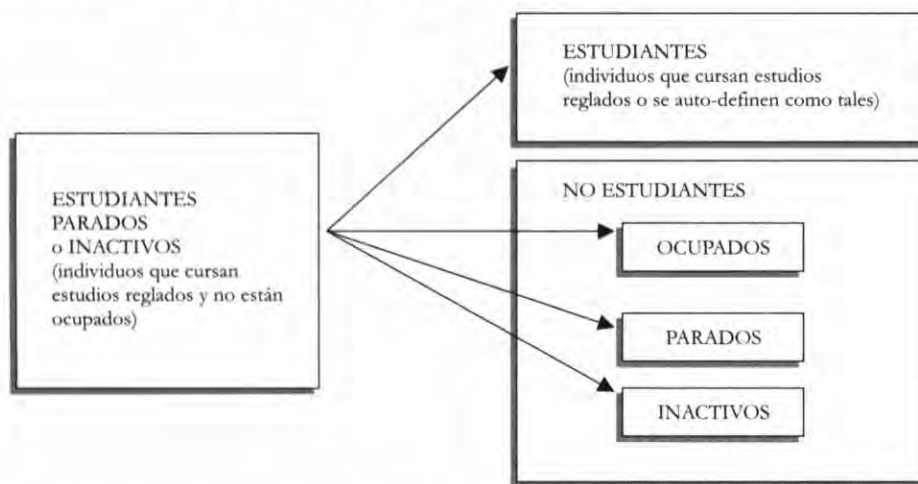 ESTUDIANTES
PARADOS
o INACTIVOS
(individuos que cursan
estudios reglados y no están
ocupados)
ESTUDIANTES
(individuos que cursan estudios
reglados o se auto-definen como tales)
NO ESTUDIANTES
OCUPADOS
PARADOS
INACTIVOS